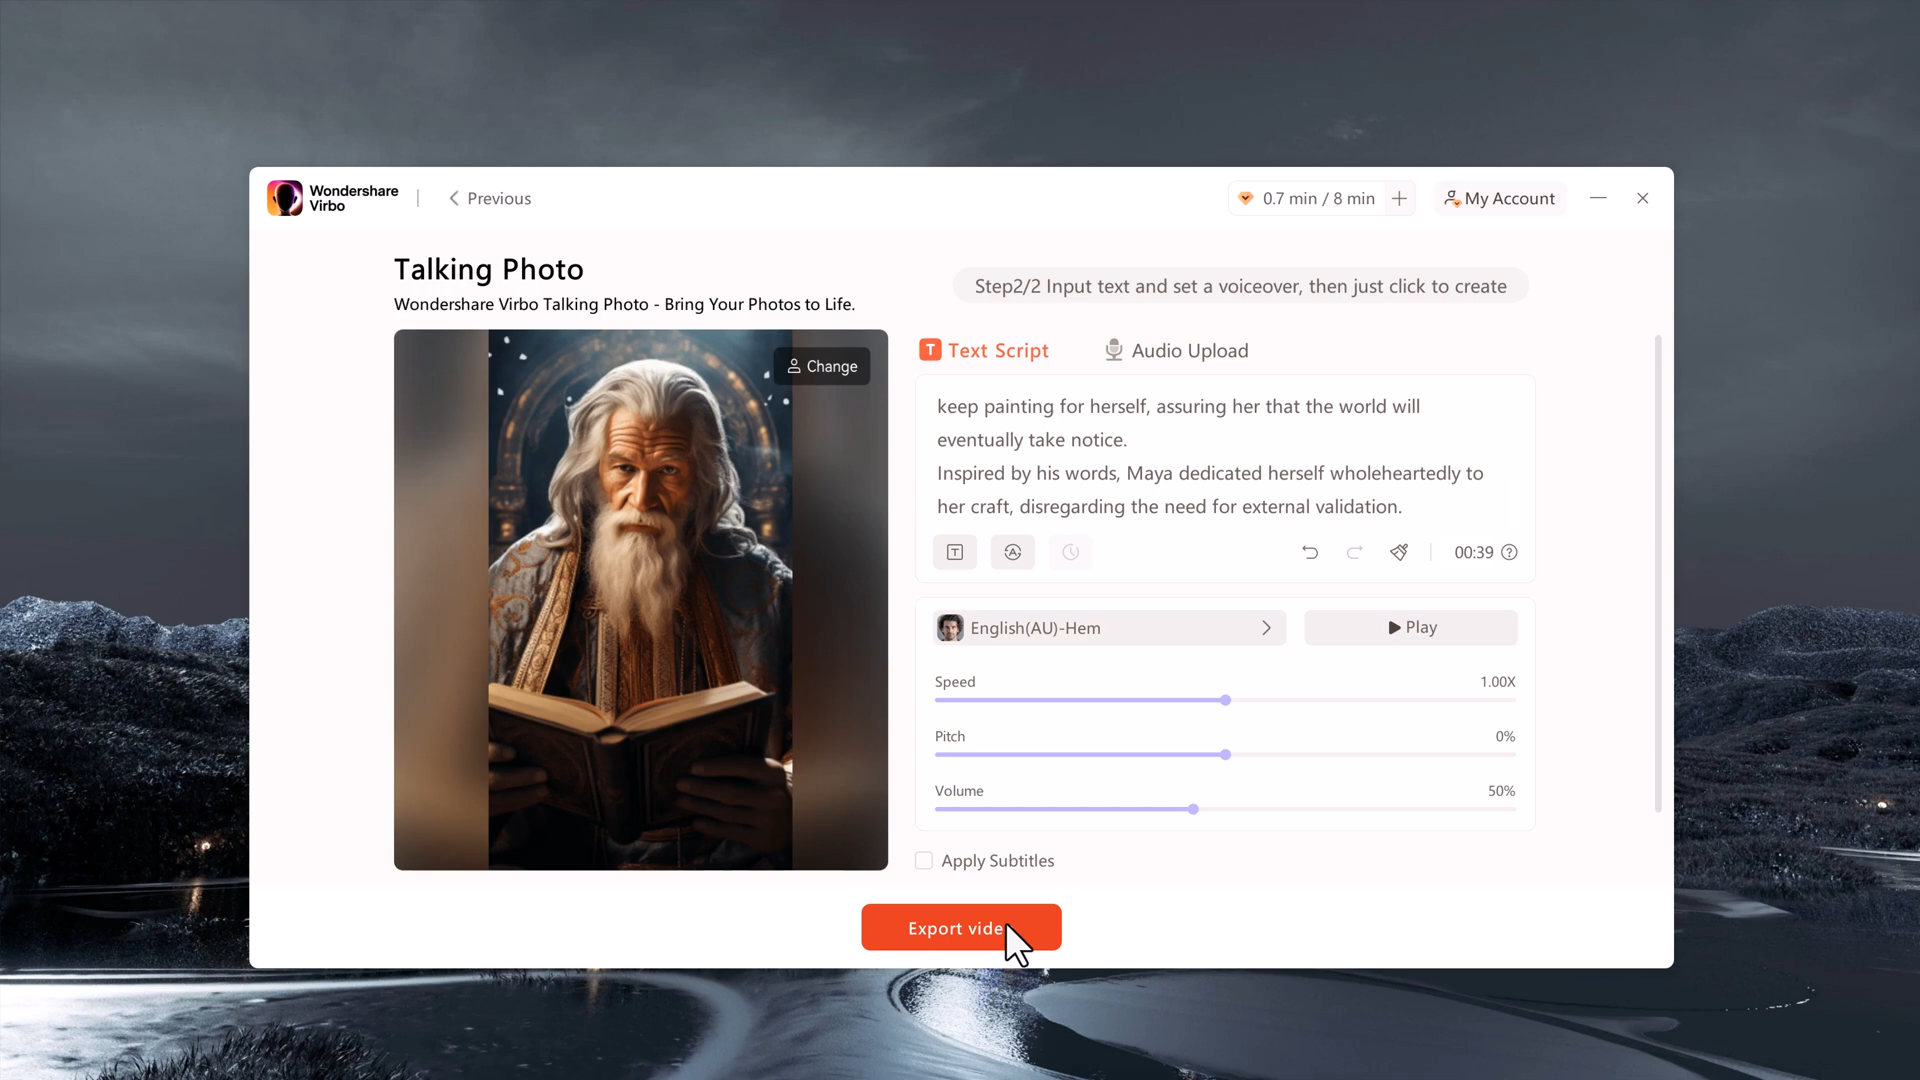 Wondershare
Virbo
Previous
0.7 min / 8 min
My Account
Talking Photo
Wondershare Virbo Talking Photo - Bring Your Photos to Life.
Step2/2 Input text and set a voiceover, then just click to create
Change
T Text Script
Audio Upload
keep painting for herself, assuring her that the world will
eventually take notice.
Inspired by his words, Maya dedicated herself wholeheartedly to
her craft, disregarding the need for external validation.
T
A
00:39 ?
English(AU)-Hem
Play
Speed 1.00X
Pitch 0%
Volume 50%
Apply Subtitles
Export vide